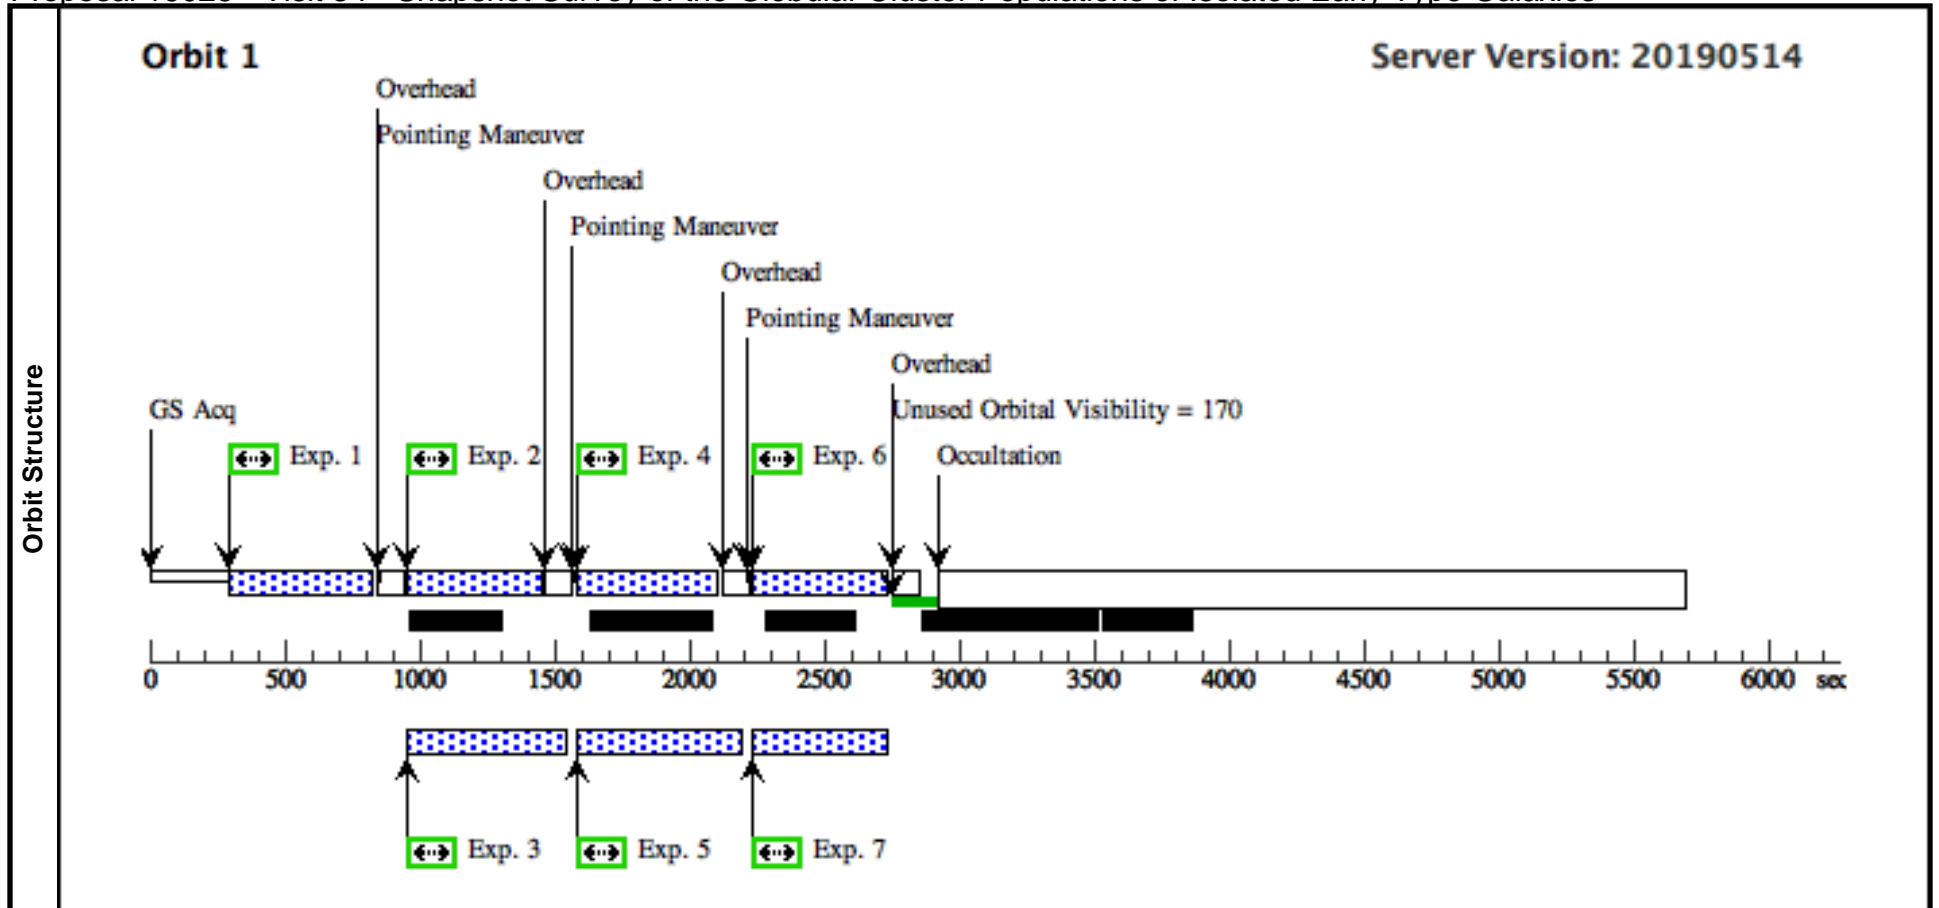 Orbit 1
Server Version: 20190514
Overhead
Pointing Maneuver
Overhead
Pointing Maneuver
Overhead
Pointing Maneuver
Overhead
GS Acq
Unused Orbital Visibility = 170
Exp. 1
Exp. 2
Exp. 4
Exp. 6
Occultation
Orbit Structure
0 500 1000 1500 2000 2500 3000 3500 4000 4500 5000 5500 6000 sec
Exp. 3
Exp. 5
Exp. 7